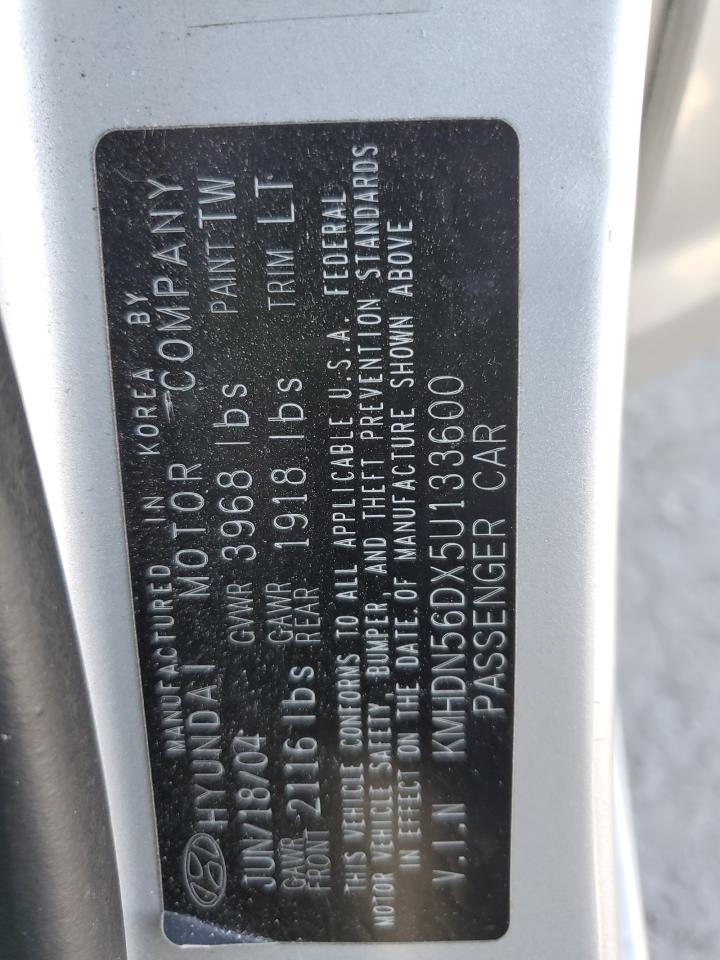 MANUFACTURED IN KOREA BY
HYUNDAI MOTOR COMPANY
JUN/18/04 GVWR 3968 lbs PAINT TW
GAWR FRONT 2116 lbs GAWR REAR 1918 lbs TRIM LT
THIS VEHICLE CONFORMS TO ALL APPLICABLE U.S.A. FEDERAL
MOTOR VEHICLE SAFETY, BUMPER, AND THEFT PREVENTION STANDARDS
IN EFFECT ON THE DATE OF MANUFACTURE SHOWN ABOVE
V.I.N KMHDN56DX5U133600
PASSENGER CAR